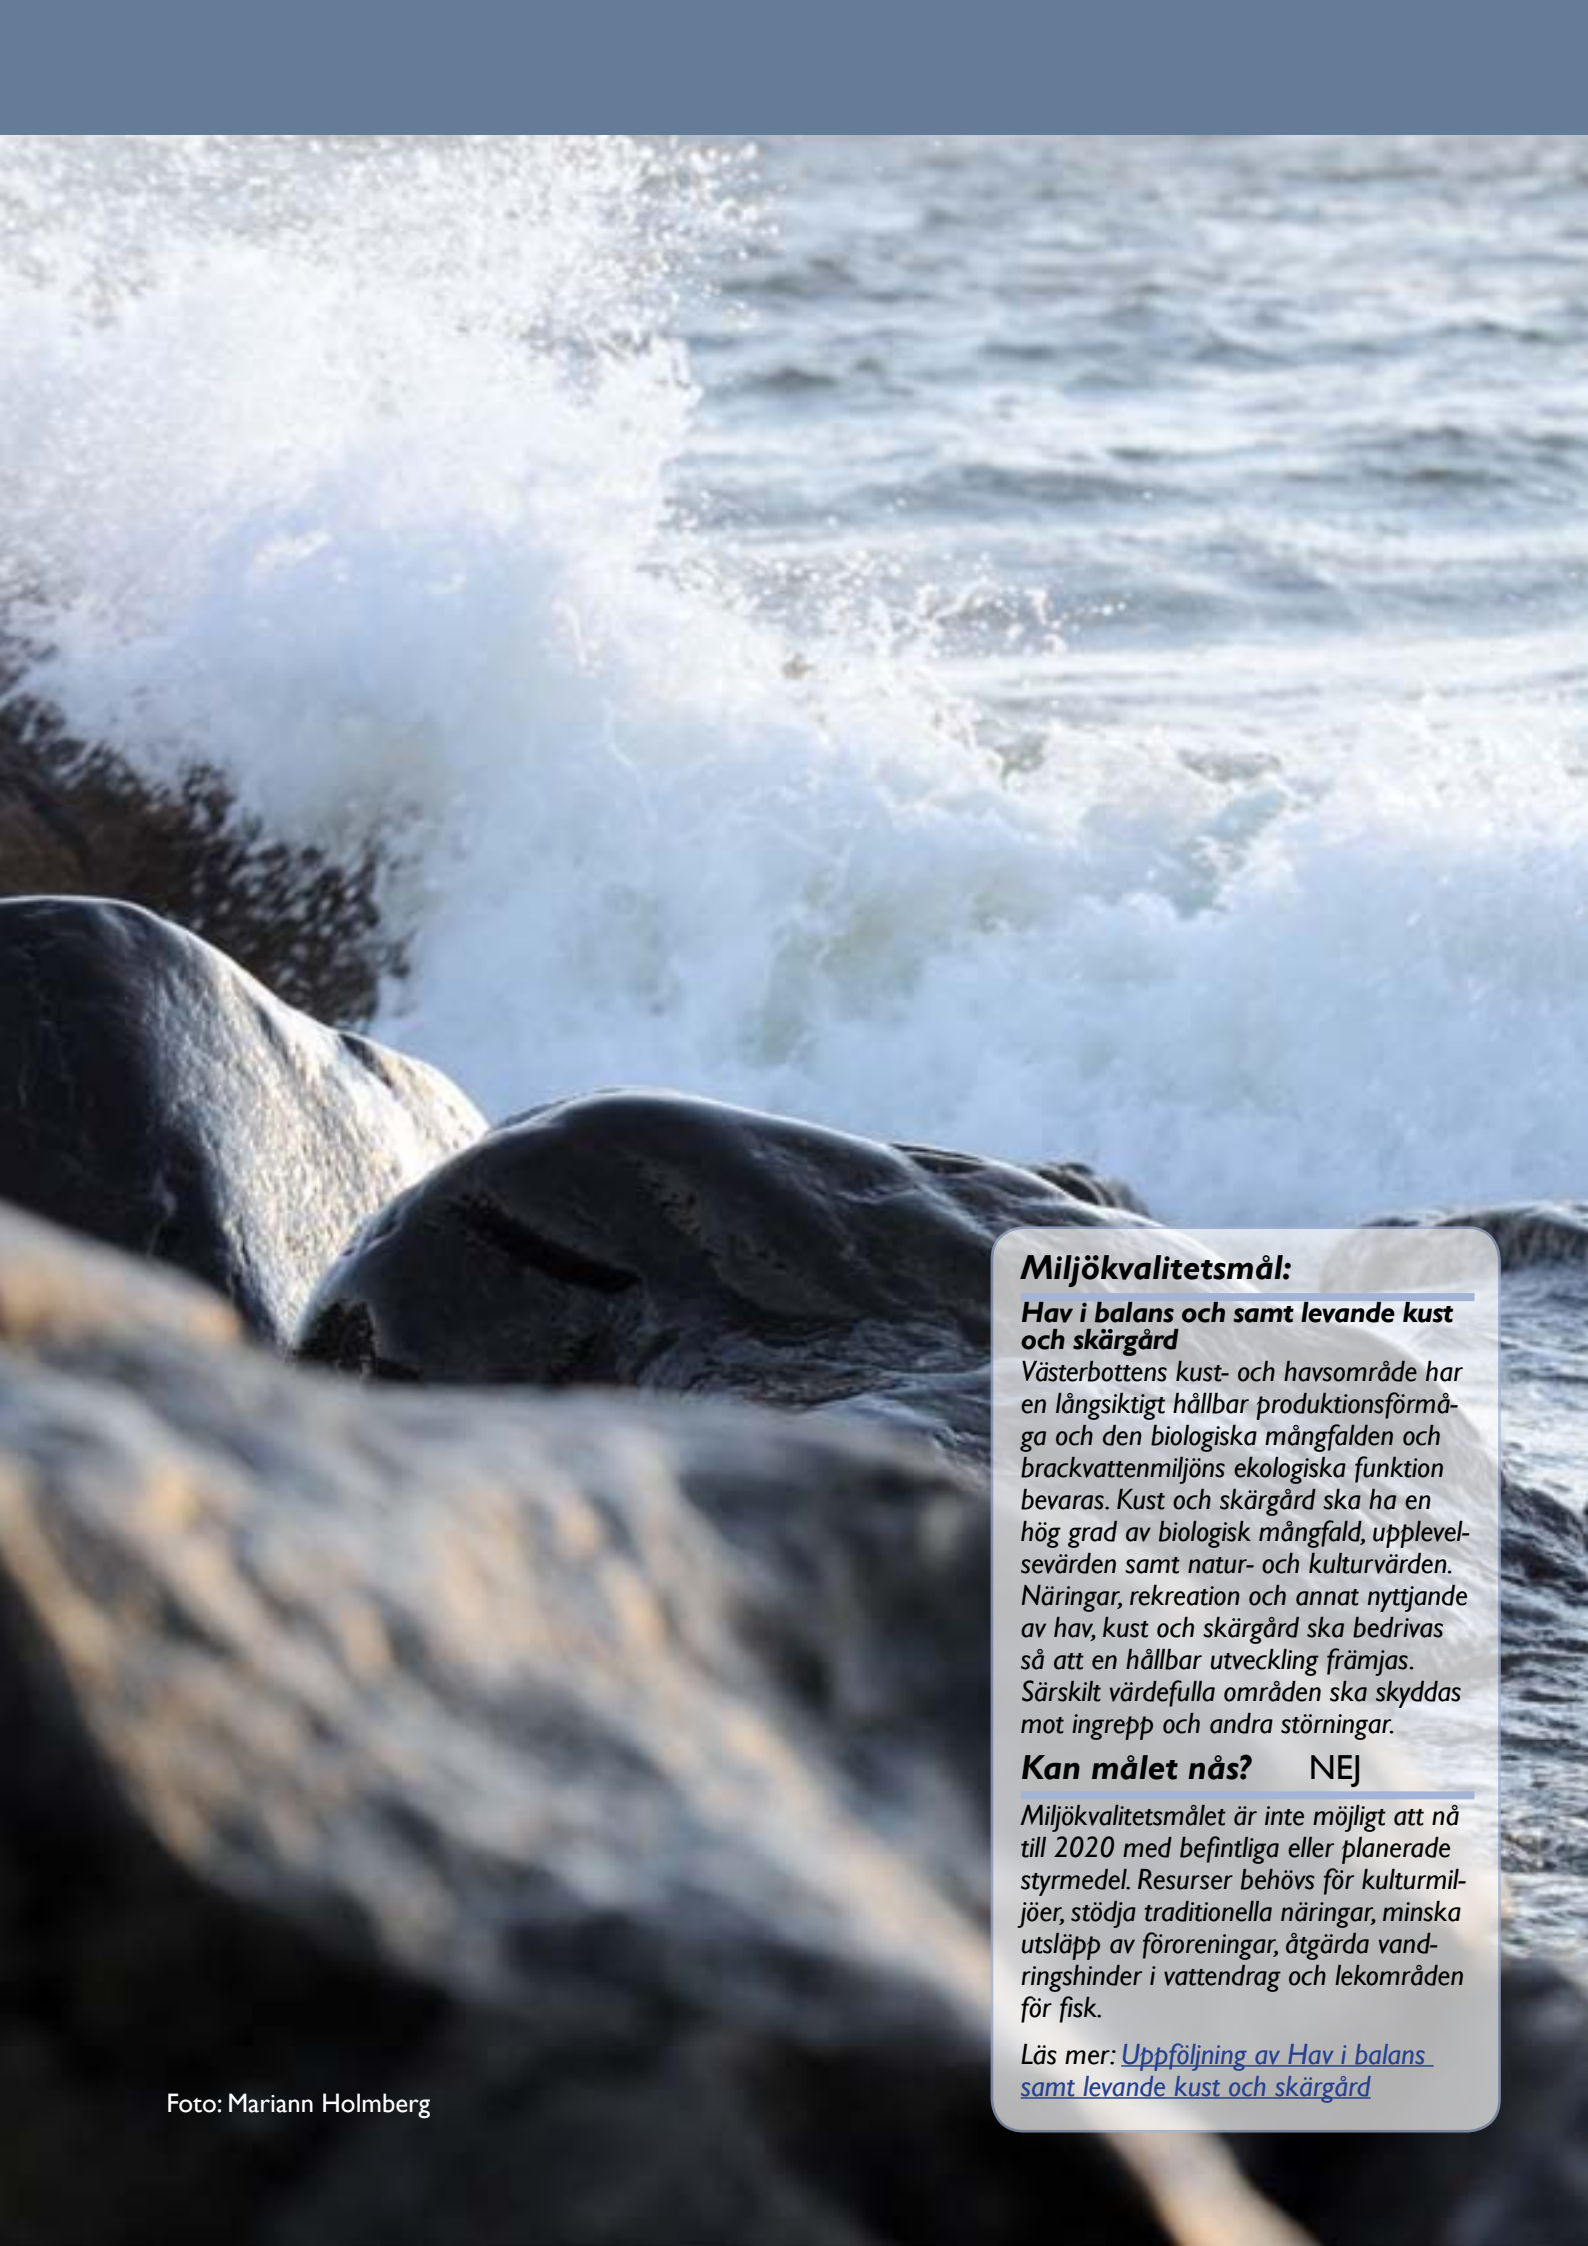 Miljökvalitetsmål:
Hav i balans och samt levande kust
och skärgård
Västerbottens kust- och havsområde har
en långsiktigt hållbar produktionsförmå-
ga och den biologiska mångfalden och
brackvattenmiljöns ekologiska funktion
bevaras. Kust och skärgård ska ha en
hög grad av biologisk mångfald, upplevel-
sevärden samt natur- och kulturvärden.
Näringar, rekreation och annat nyttjande
av hav, kust och skärgård ska bedrivas
så att en hållbar utveckling främjas.
Särskilt värdefulla områden ska skyddas
mot ingrepp och andra störningar.
Kan målet nås? NEJ
Miljökvalitetsmålet är inte möjligt att nå
till 2020 med befintliga eller planerade
styrmedel. Resurser behövs för kulturmil-
jöer, stödja traditionella näringar, minska
utsläpp av föroreningar, åtgärda vand-
ringshinder i vattendrag och lekområden
för fisk.
Läs mer: Uppföljning av Hav i balans
samt levande kust och skärgård
Foto: Mariann Holmberg